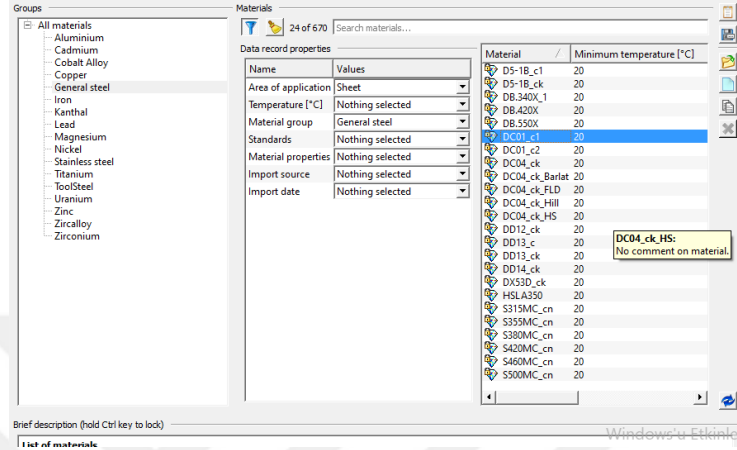 Groups
All materials
Aluminium
Cadmium
Cobalt Alloy
Copper
General steel
Iron
Kanthal
Lead
Magnesium
Nickel
Stainless steel
Titanium
ToolSteel
Uranium
Zinc
Zircalloy
Zirconium
Materials
24 of 670 Search materials...
Data record properties
Name Values
Area of application Sheet
Temperature [°C] Nothing selected
Material group General steel
Standards Nothing selected
Material properties Nothing selected
Import source Nothing selected
Import date Nothing selected
Material / Minimum temperature [°C]
D5-1B_c1 20
D5-1B_ck 20
DB.340X_1 20
DB.420X 20
DB.550X 20
DC01_c1 20
DC01_c2 20
DC04_ck 20
DC04_ck_Barlat 20
DC04_ck_FLD 20
DC04_ck_Hill 20
DC04_ck_HS 20
DD12_ck 20
DD13_c 20
DD13_ck 20
DD14_ck 20
DX53D_ck 20
HSLA350 20
S315MC_cn 20
S355MC_cn 20
S380MC_cn 20
S420MC_cn 20
S460MC_cn 20
S500MC_cn 20
DC04_ck_HS:
No comment on material.
Brief description (hold Ctrl key to lock)
List of materials
Windows'u Etkinle